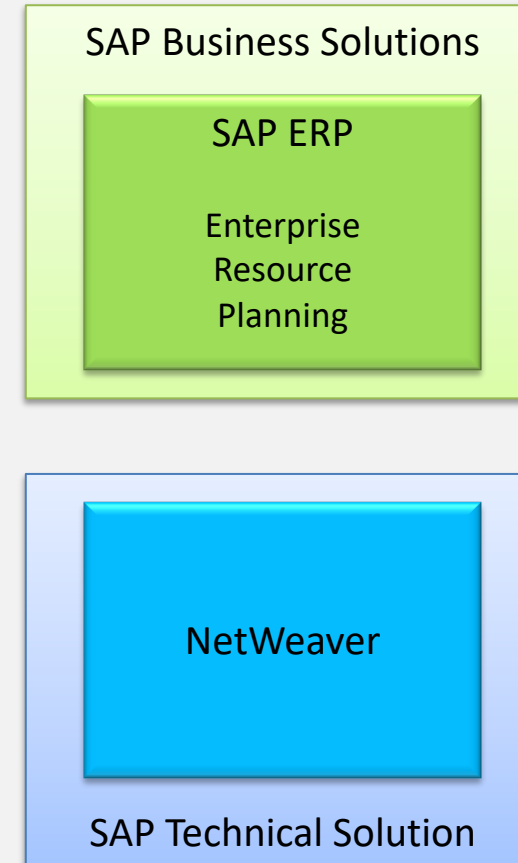 SAP Business Solutions
SAP ERP
Enterprise
Resource
Planning
NetWeaver
SAP Technical Solution